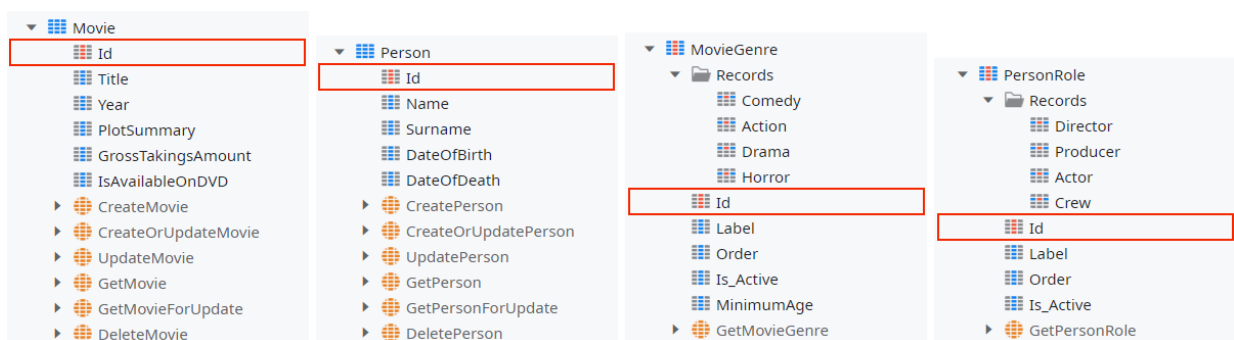 Movie
Id
Title
Year
PlotSummary
GrossTakingsAmount
IsAvailableOnDVD
CreateMovie
CreateOrUpdateMovie
UpdateMovie
GetMovie
GetMovieForUpdate
DeleteMovie
Person
Id
Name
Surname
DateOfBirth
DateOfDeath
CreatePerson
CreateOrUpdatePerson
UpdatePerson
GetPerson
GetPersonForUpdate
DeletePerson
MovieGenre
Records
Comedy
Action
Drama
Horror
Id
Label
Order
Is_Active
MinimumAge
GetMovieGenre
PersonRole
Records
Director
Producer
Actor
Crew
Id
Label
Order
Is_Active
GetPersonRole